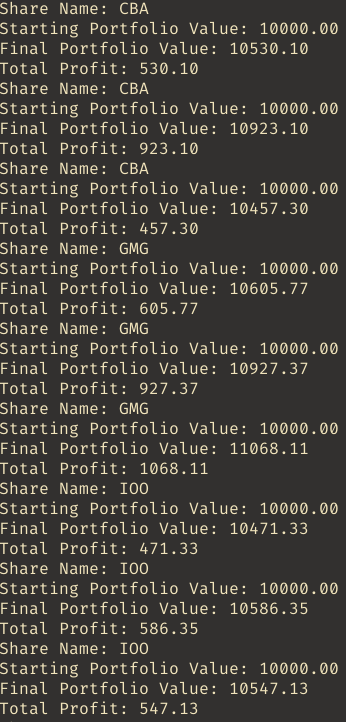 Share Name: CBA
Starting Portfolio Value: 10000.00
Final Portfolio Value: 10530.10
Total Profit: 530.10
Share Name: CBA
Starting Portfolio Value: 10000.00
Final Portfolio Value: 10923.10
Total Profit: 923.10
Share Name: CBA
Starting Portfolio Value: 10000.00
Final Portfolio Value: 10457.30
Total Profit: 457.30
Share Name: GMG
Starting Portfolio Value: 10000.00
Final Portfolio Value: 10605.77
Total Profit: 605.77
Share Name: GMG
Starting Portfolio Value: 10000.00
Final Portfolio Value: 10927.37
Total Profit: 927.37
Share Name: GMG
Starting Portfolio Value: 10000.00
Final Portfolio Value: 11068.11
Total Profit: 1068.11
Share Name: IOO
Starting Portfolio Value: 10000.00
Final Portfolio Value: 10471.33
Total Profit: 471.33
Share Name: IOO
Starting Portfolio Value: 10000.00
Final Portfolio Value: 10586.35
Total Profit: 586.35
Share Name: IOO
Starting Portfolio Value: 10000.00
Final Portfolio Value: 10547.13
Total Profit: 547.13